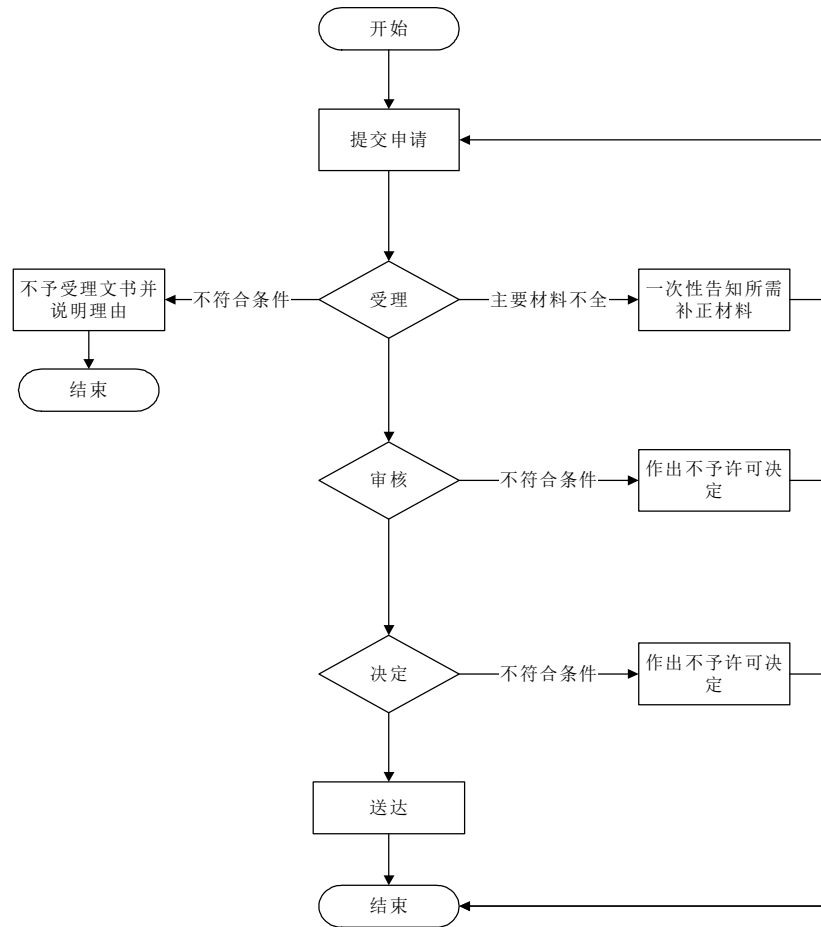 开始
提交申请
不予受理文书并
说明理由
不符合条件
受理
主要材料不全
一次性告知所需
补正材料
结束
审核
不符合条件
作出不予许可决
定
决定
不符合条件
作出不予许可决
定
送达
结束